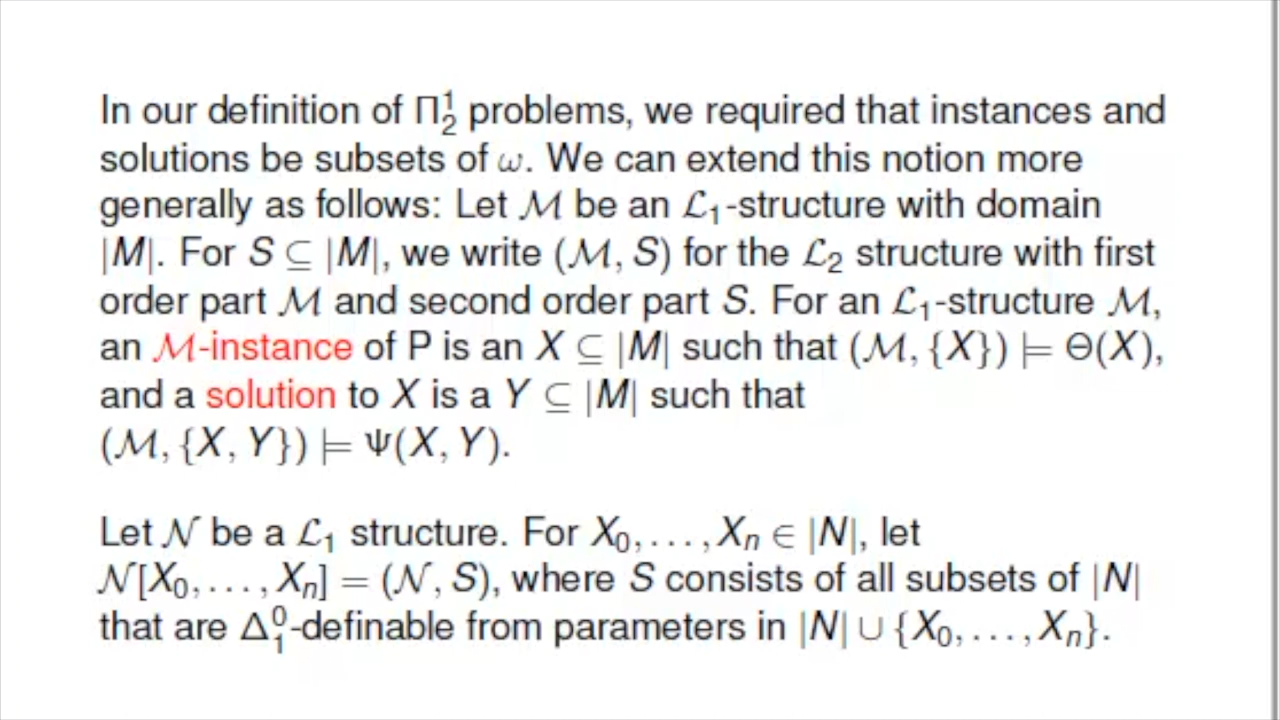 In our definition of Π¹₂ problems, we required that instances and
solutions be subsets of ω. We can extend this notion more
generally as follows: Let ℳ be an ℒ₁-structure with domain
|M|. For S ⊆ |M|, we write (ℳ, S) for the ℒ₂ structure with first
order part ℳ and second order part S. For an ℒ₁-structure ℳ,
an ℳ-instance of P is an X ⊆ |M| such that (ℳ, {X}) ⊨ Θ(X),
and a solution to X is a Y ⊆ |M| such that
(ℳ, {X, Y}) ⊨ Ψ(X, Y).
Let 𝒩 be a ℒ₁ structure. For X₀, . . . , Xₙ ∈ |N|, let
𝒩[X₀, . . . , Xₙ] = (𝒩, S), where S consists of all subsets of |N|
that are Δ⁰₁-definable from parameters in |N| ∪ {X₀, . . . , Xₙ}.